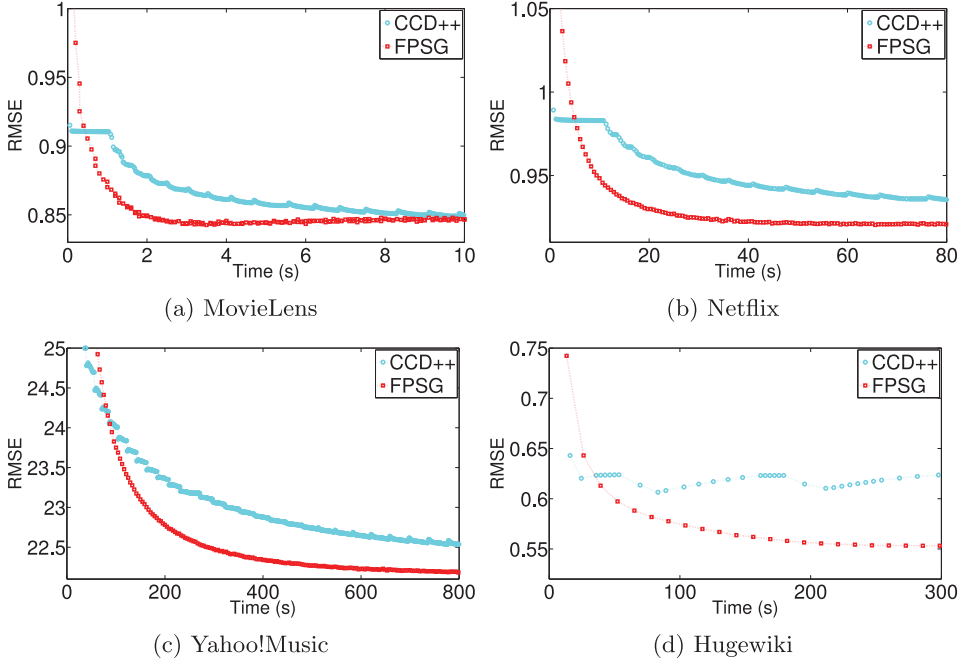 1
0.95
0.9
0.85
RMSE
0 2 4 6 8 10
Time (s)
CCD++
FPSG
(a) MovieLens
1.05
1
0.95
RMSE
0 20 40 60 80
Time (s)
CCD++
FPSG
(b) Netflix
25
24.5
24
23.5
23
22.5
RMSE
0 200 400 600 800
Time (s)
CCD++
FPSG
(c) Yahoo!Music
0.75
0.7
0.65
0.6
0.55
RMSE
0 100 200 300
Time (s)
CCD++
FPSG
(d) Hugewiki